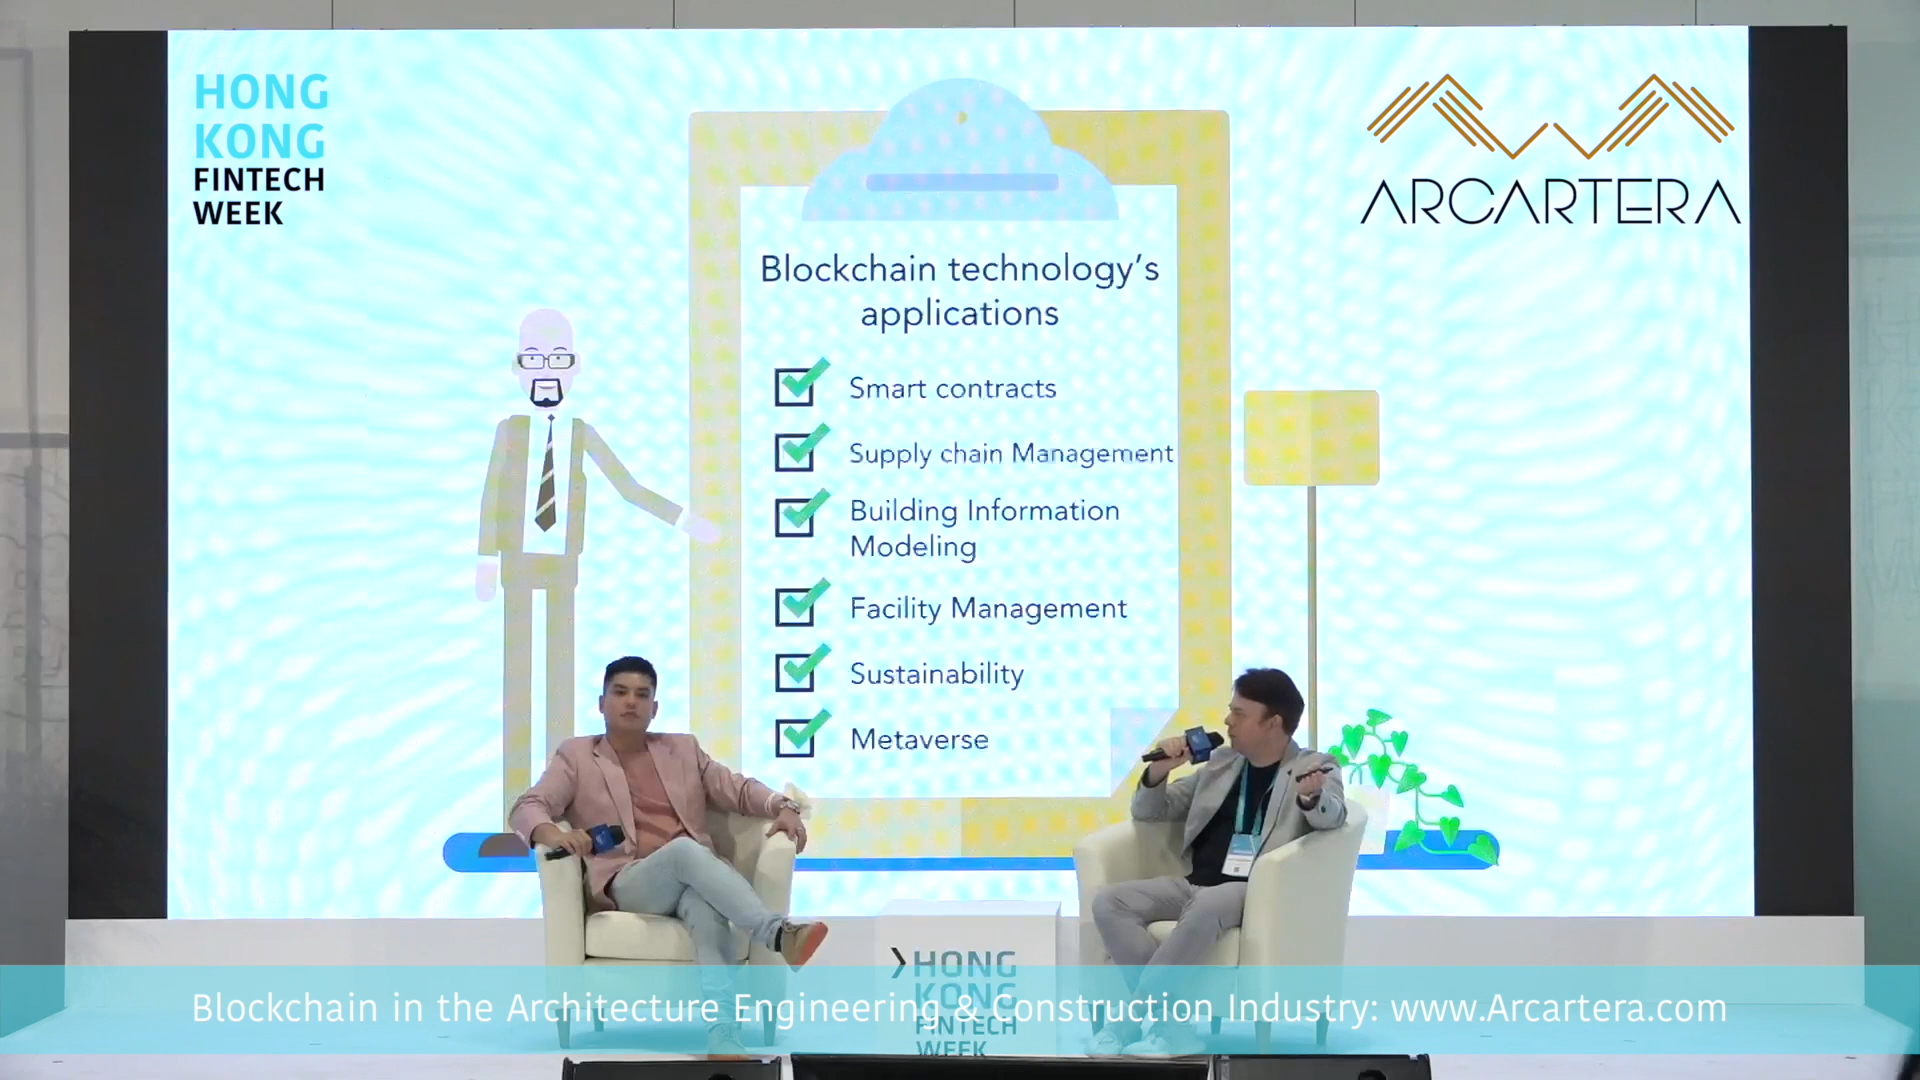 HONG
KONG
FINTECH
WEEK
ARCARTERA
Blockchain technology's
applications
Smart contracts
Supply chain Management
Building Information
Modeling
Facility Management
Sustainability
Metaverse
HONG
KONG
FINTECH
WEEK
Blockchain in the Architecture Engineering & Construction Industry: www.Arcartera.com